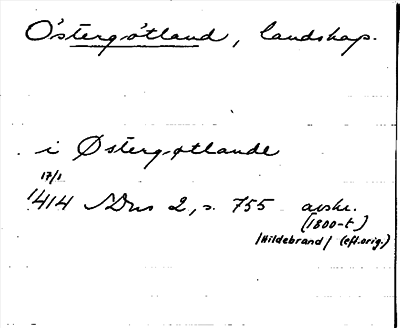 Östergötland, landskap.
i Østergøtlande
17/1
1414 SDns 2, s. 755 avskr.
(1800-t)
/Hildebrand/ (eft.orig.)